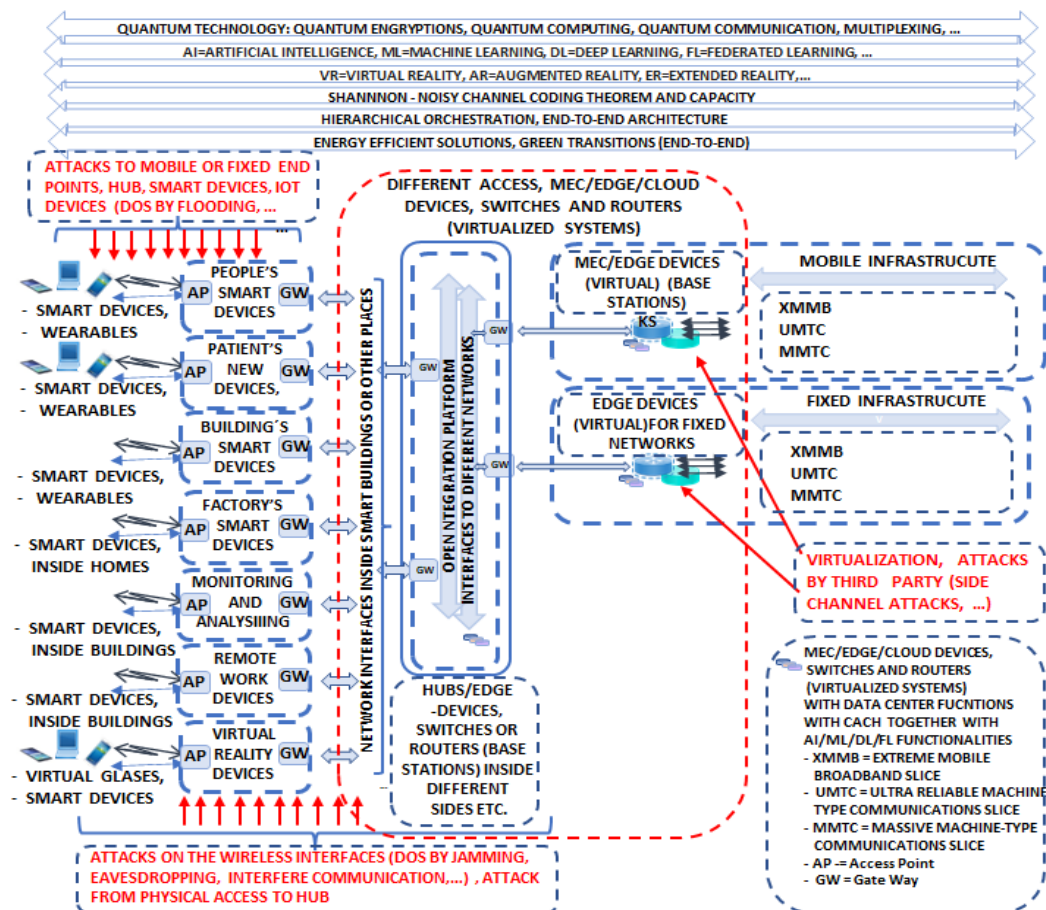 QUANTUM TECHNOLOGY: QUANTUM ENGRYPTIONS, QUANTUM COMPUTING, QUANTUM COMMUNICATION, MULTIPLEXING, ...
AI=ARTIFICIAL INTELLIGENCE, ML=MACHINE LEARNING, DL=DEEP LEARNING, FL=FEDERATED LEARNING, ...
VR=VIRTUAL REALITY, AR=AUGMENTED REALITY, ER=EXTENDED REALITY,...
SHANNNON - NOISY CHANNEL CODING THEOREM AND CAPACITY
HIERARCHICAL ORCHESTRATION, END-TO-END ARCHITECTURE
ENERGY EFFICIENT SOLUTIONS, GREEN TRANSITIONS (END-TO-END)
ATTACKS TO MOBILE OR FIXED END
POINTS, HUB, SMART DEVICES, IOT
DEVICES (DOS BY FLOODING, ...
...
DIFFERENT ACCESS, MEC/EDGE/CLOUD
DEVICES, SWITCHES AND ROUTERS
(VIRTUALIZED SYSTEMS)
AP
PEOPLE'S
SMART
DEVICES
GW
- SMART DEVICES,
- WEARABLES
AP
PATIENT'S
NEW
DEVICES,
GW
- SMART DEVICES,
- WEARABLES
AP
BUILDING´S
SMART
DEVICES
GW
- SMART DEVICES,
- WEARABLES
AP
FACTORY'S
SMART
DEVICES
GW
- SMART DEVICES,
INSIDE HOMES
AP
MONITORING
AND
ANALYSIIING
GW
- SMART DEVICES,
INSIDE BUILDINGS
AP
REMOTE
WORK
DEVICES
GW
- SMART DEVICES,
INSIDE BUILDINGS
AP
VIRTUAL
REALITY
DEVICES
GW
- VIRTUAL GLASES,
- SMART DEVICES
NETWORK INTERFACES INSIDE SMART BUILDINGS OR OTHER PLACES
...
GW
GW
OPEN INTEGRATION PLATFORM
INTERFACES TO DIFFERENT NETWORKS
GW
GW
HUBS/EDGE
-DEVICES,
SWITCHES OR
ROUTERS (BASE
STATIONS) INSIDE
DIFFERENT
SIDES ETC.
MEC/EDGE DEVICES
(VIRTUAL) (BASE
STATIONS)
KS
MOBILE INFRASTRUCUTE
XMMB
UMTC
MMTC
EDGE DEVICES
(VIRTUAL)FOR FIXED
NETWORKS
FIXED INFRASTRUCUTE
V
XMMB
UMTC
MMTC
VIRTUALIZATION, ATTACKS
BY THIRD PARTY (SIDE
CHANNEL ATTACKS, ...)
MEC/EDGE/CLOUD DEVICES,
SWITCHES AND ROUTERS
(VIRTUALIZED SYSTEMS)
WITH DATA CENTER FUCNTIONS
WITH CACH TOGETHER WITH
AI/ML/DL/FL FUNCTIONALITIES
- XMMB = EXTREME MOBILE
BROADBAND SLICE
- UMTC = ULTRA RELIABLE MACHINE
TYPE COMMUNICATIONS SLICE
- MMTC = MASSIVE MACHINE-TYPE
COMMUNICATIONS SLICE
- AP -= Access Point
- GW = Gate Way
ATTACKS ON THE WIRELESS INTERFACES (DOS BY JAMMING,
EAVESDROPPING, INTERFERE COMMUNICATION,...) , ATTACK
FROM PHYSICAL ACCESS TO HUB